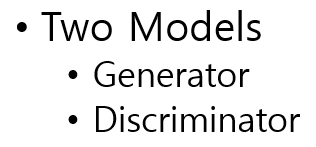 • Two Models
• Generator
• Discriminator